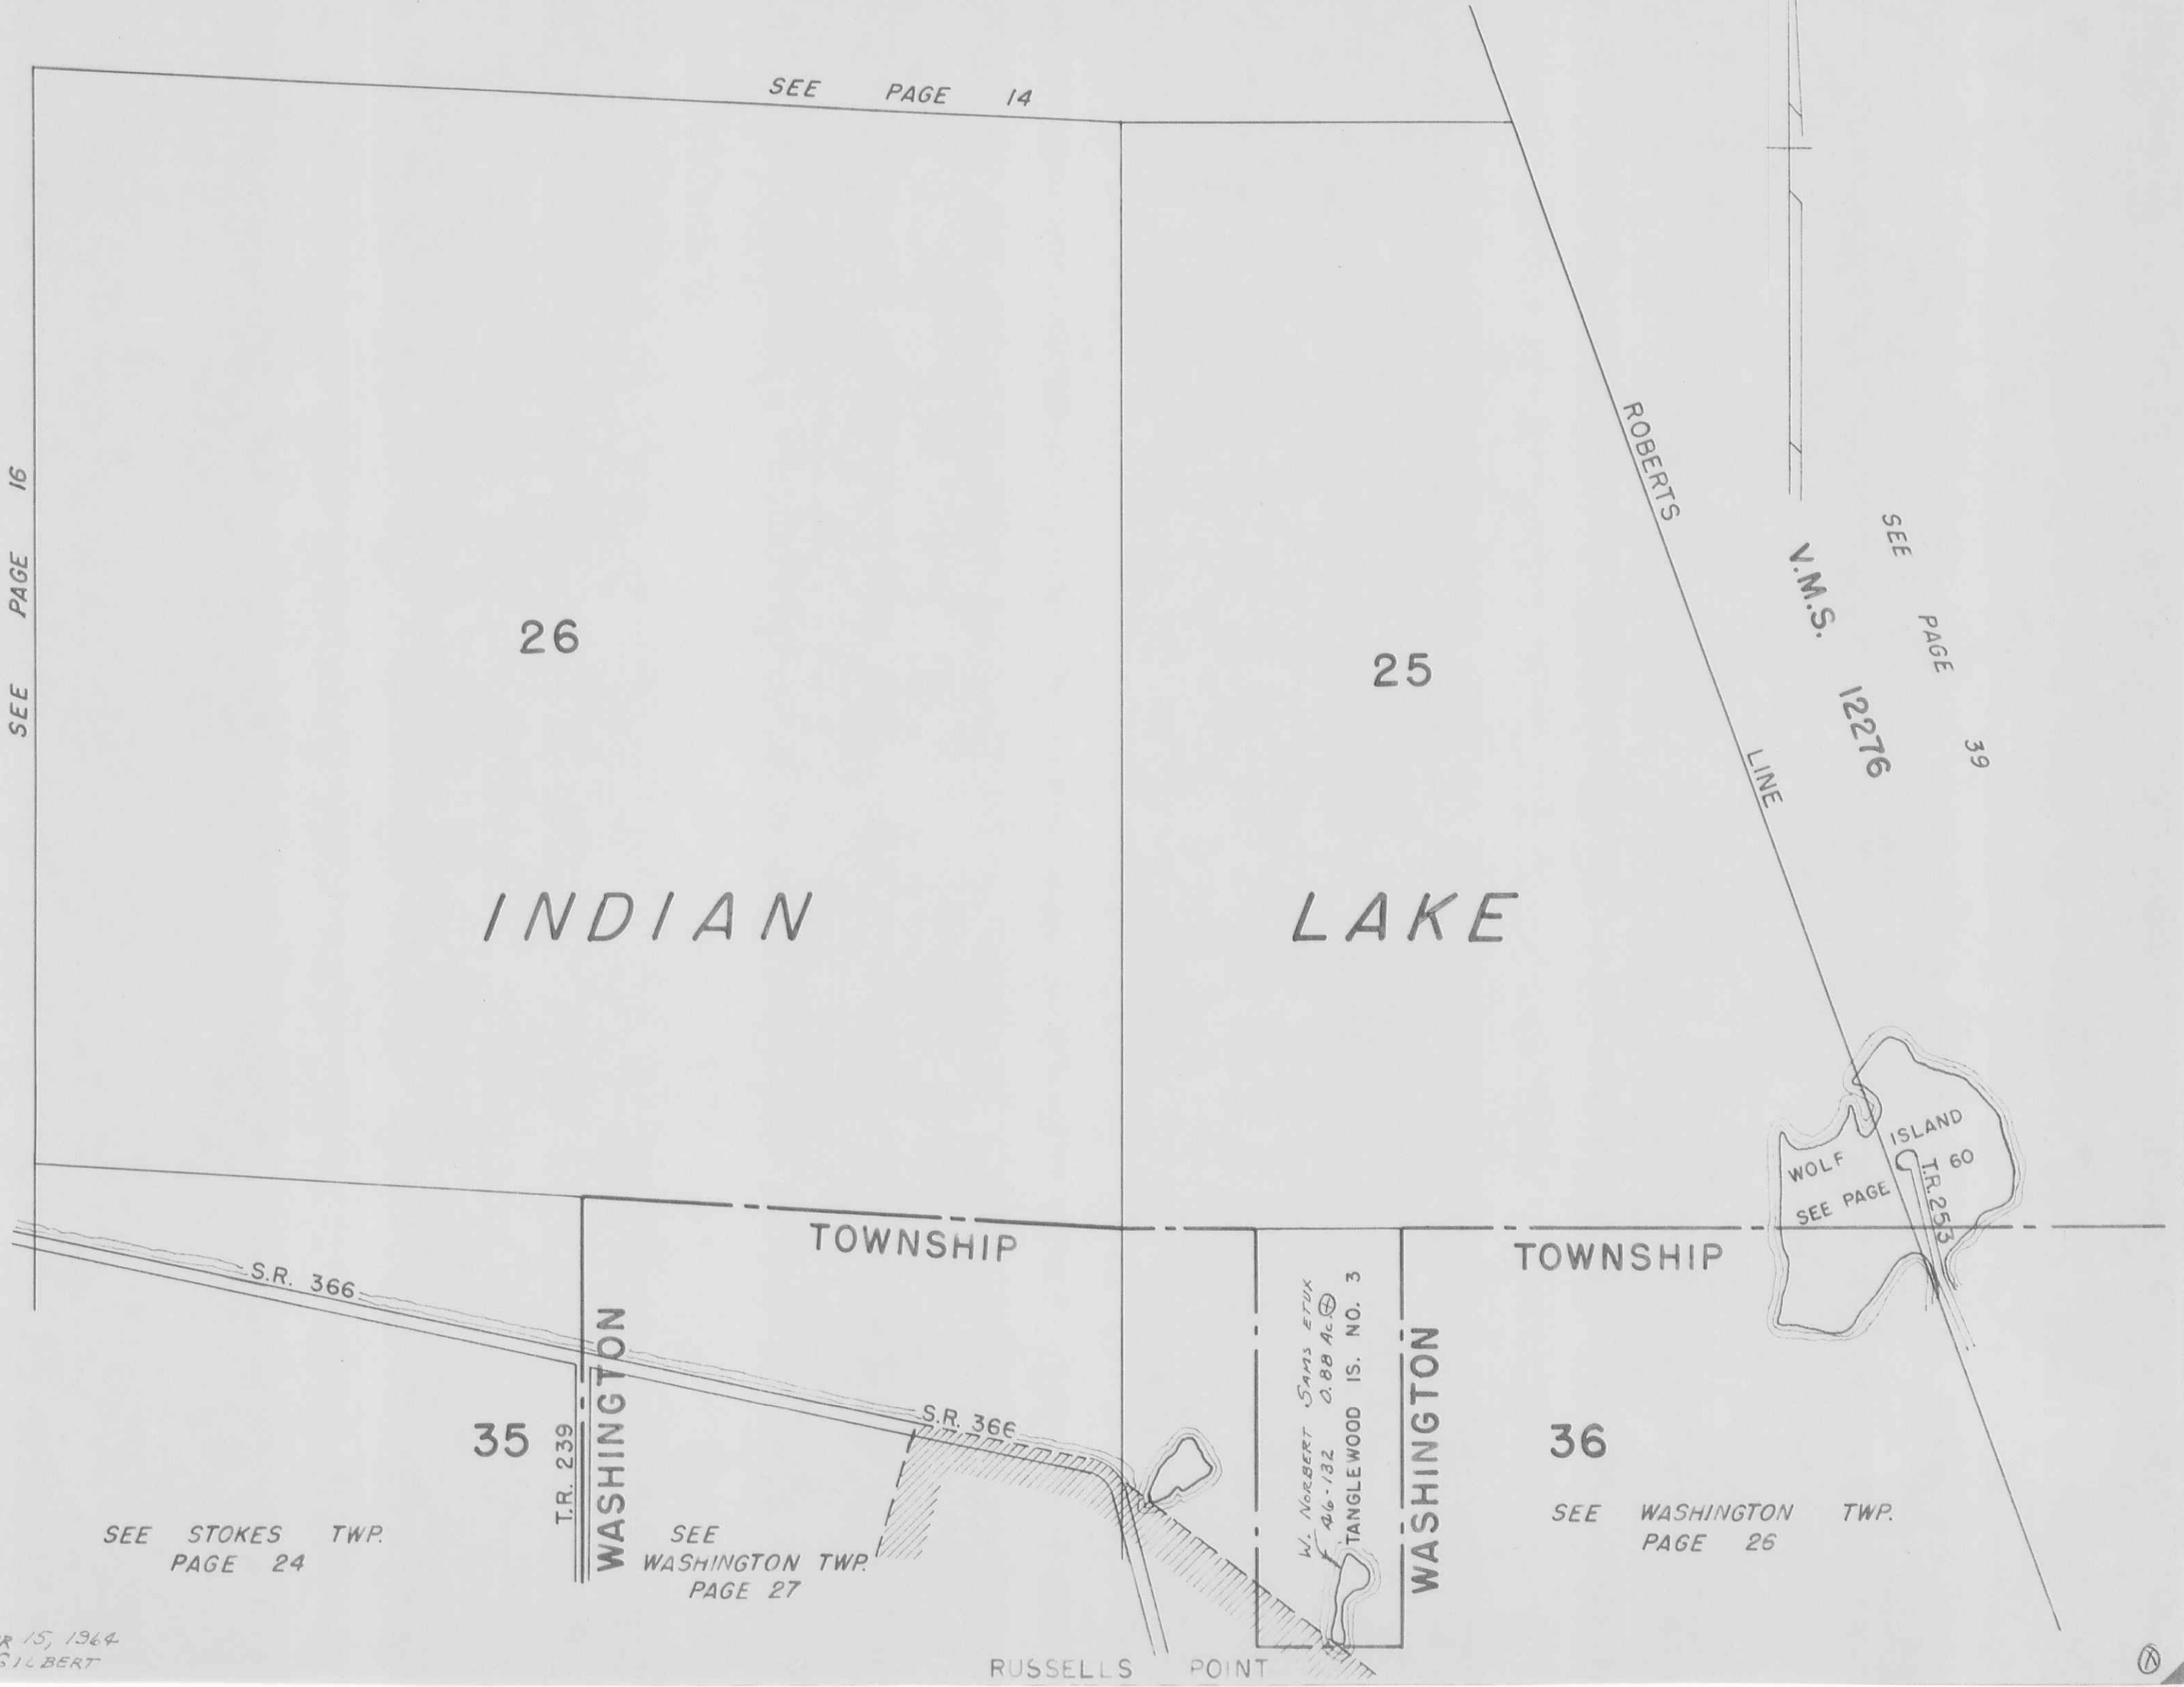 SEE PAGE 14
SEE PAGE 16
ROBERTS LINE
SEE PAGE 39
V.M.S. 12276
26
25
INDIAN LAKE
WOLF ISLAND
SEE PAGE 60
T.R. 253
TOWNSHIP
TOWNSHIP
S.R. 366
S.R. 366
WASHINGTON
T.R. 239
35
W. NORBERT SAMS ETUX
A16-132 0.88 Ac.
TANGLEWOOD IS. NO. 3
WASHINGTON
36
SEE STOKES TWP.
PAGE 24
SEE
WASHINGTON TWP.
PAGE 27
SEE WASHINGTON TWP.
PAGE 26
R 15, 1964
GILBERT
RUSSELLS POINT